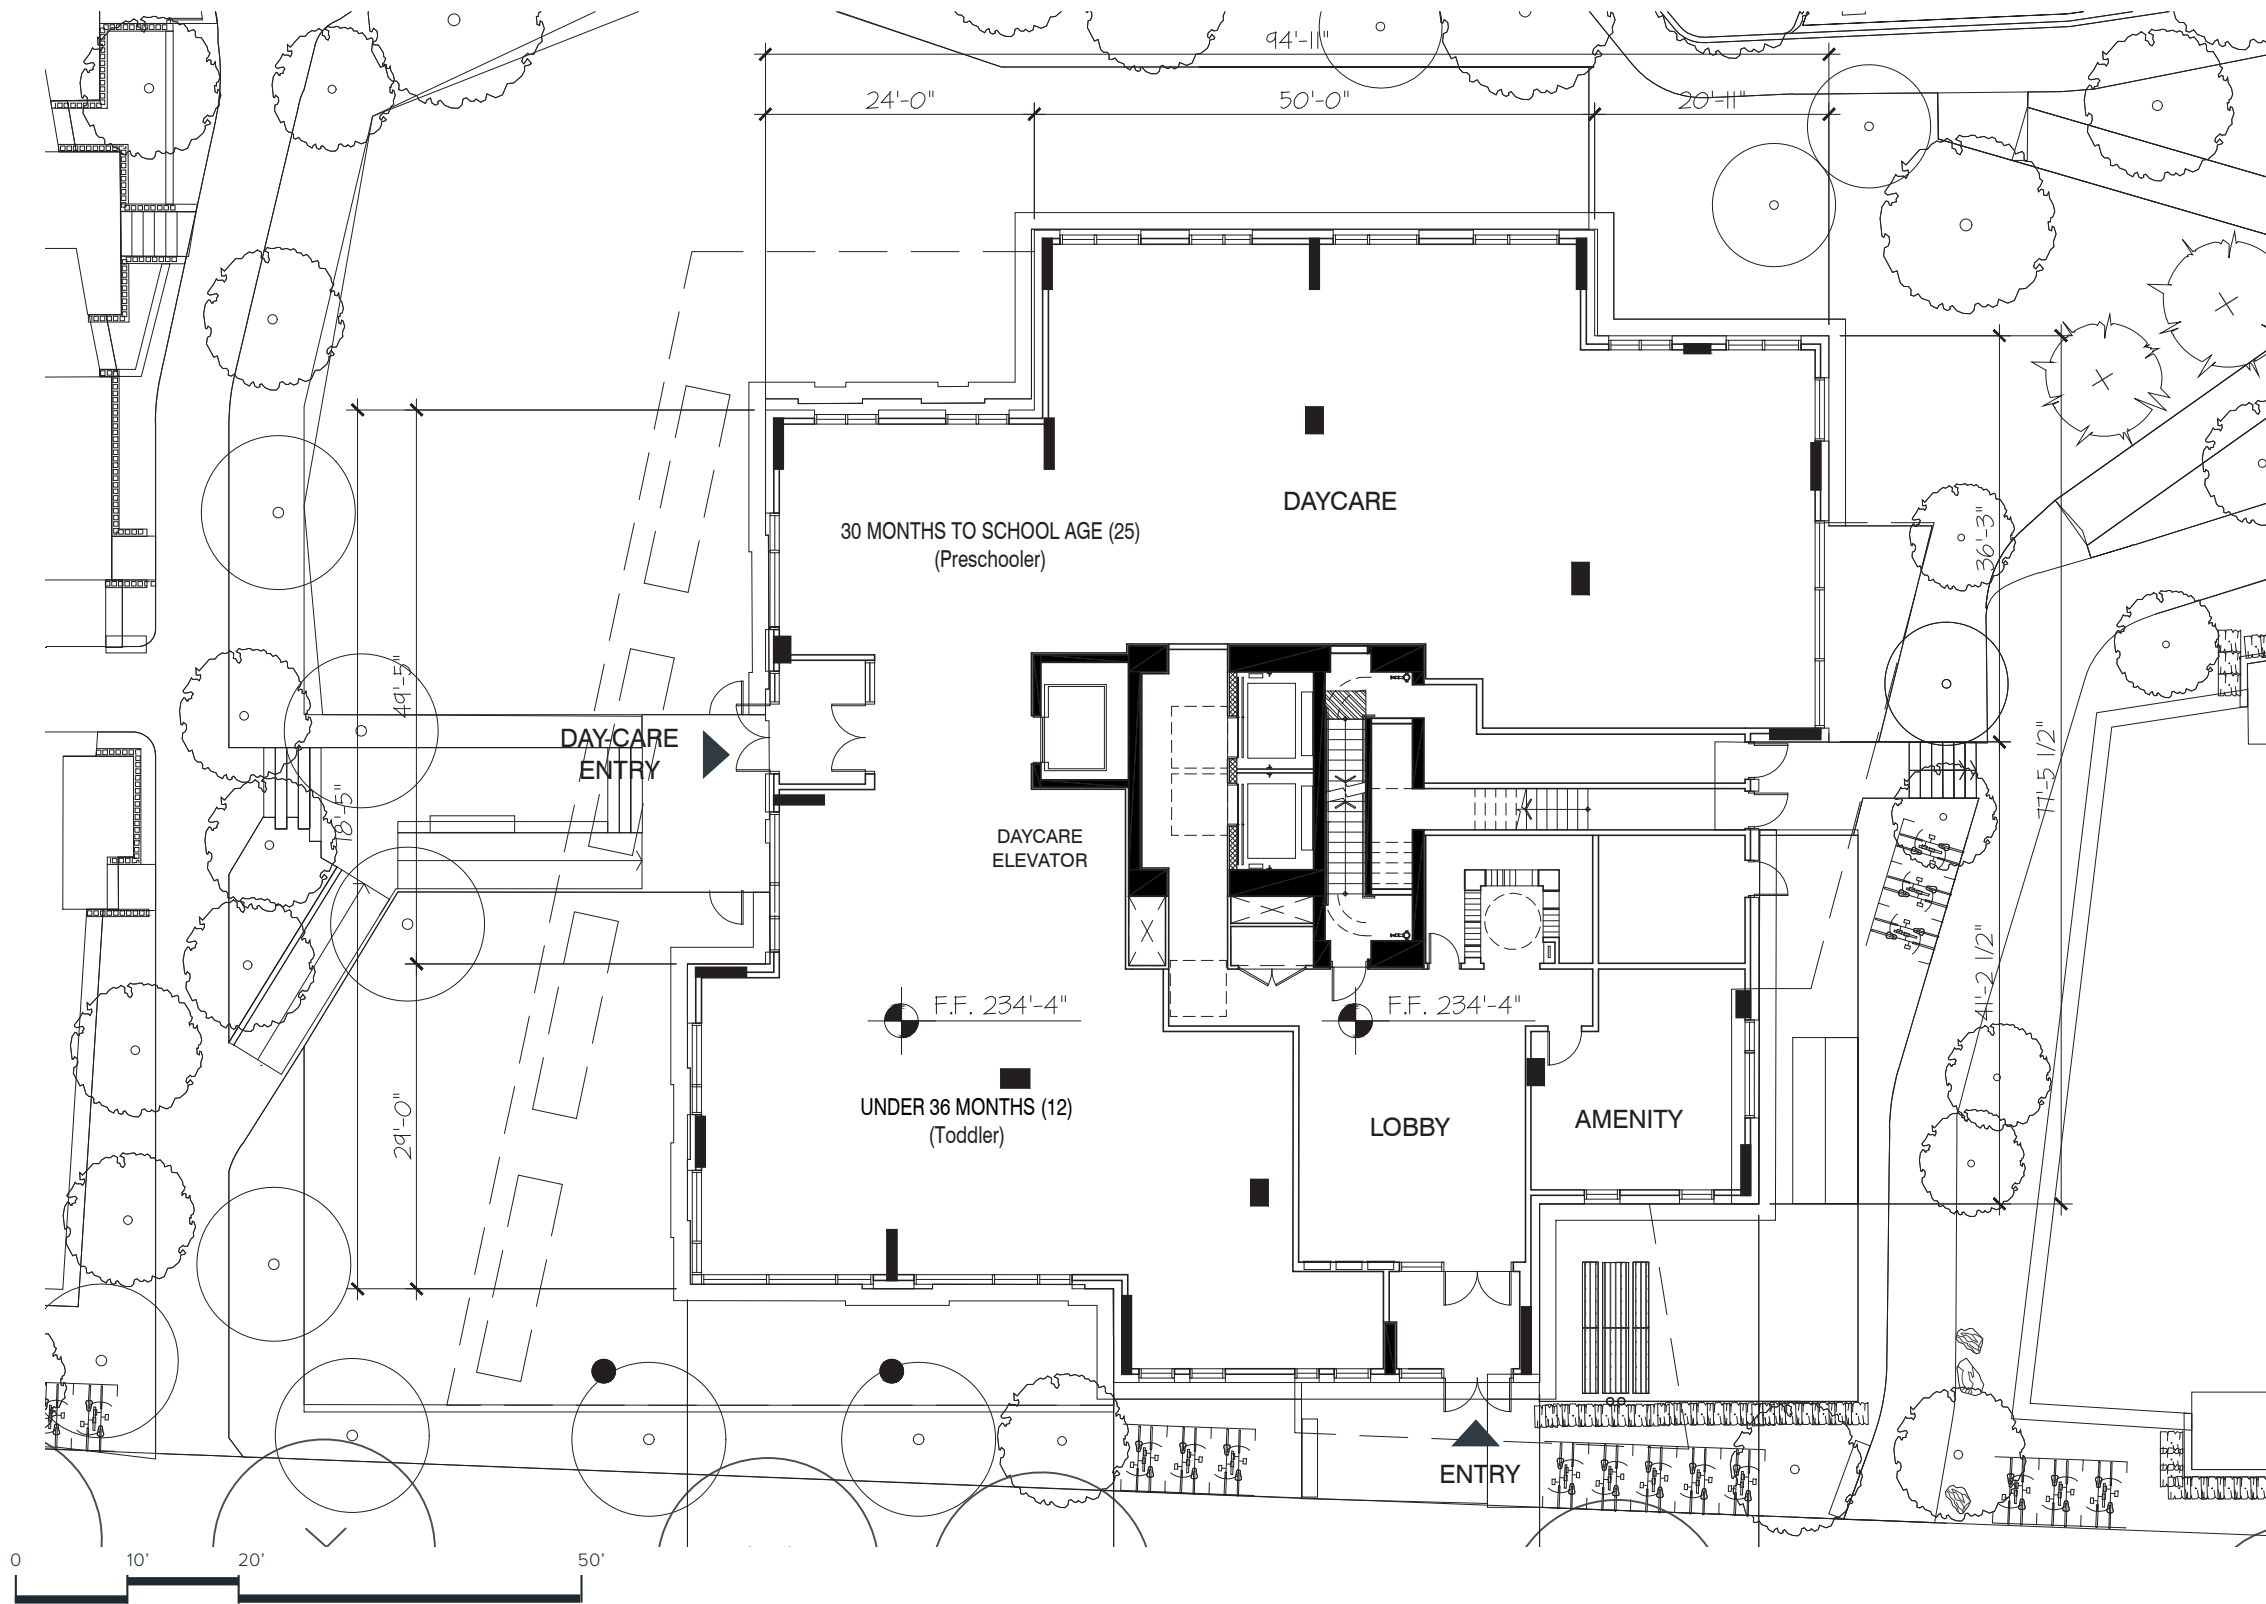 94'-11"
24'-0"
50'-0"
20'-11"
DAYCARE
30 MONTHS TO SCHOOL AGE (25)
(Preschooler)
36'-3"
49'-5"
DAY-CARE
ENTRY
78'-5"
77'-5 1/2"
DAYCARE
ELEVATOR
41'-2 1/2"
F.F. 234'-4"
F.F. 234'-4"
29'-0"
UNDER 36 MONTHS (12)
(Toddler)
LOBBY
AMENITY
ENTRY
0 10' 20' 50'